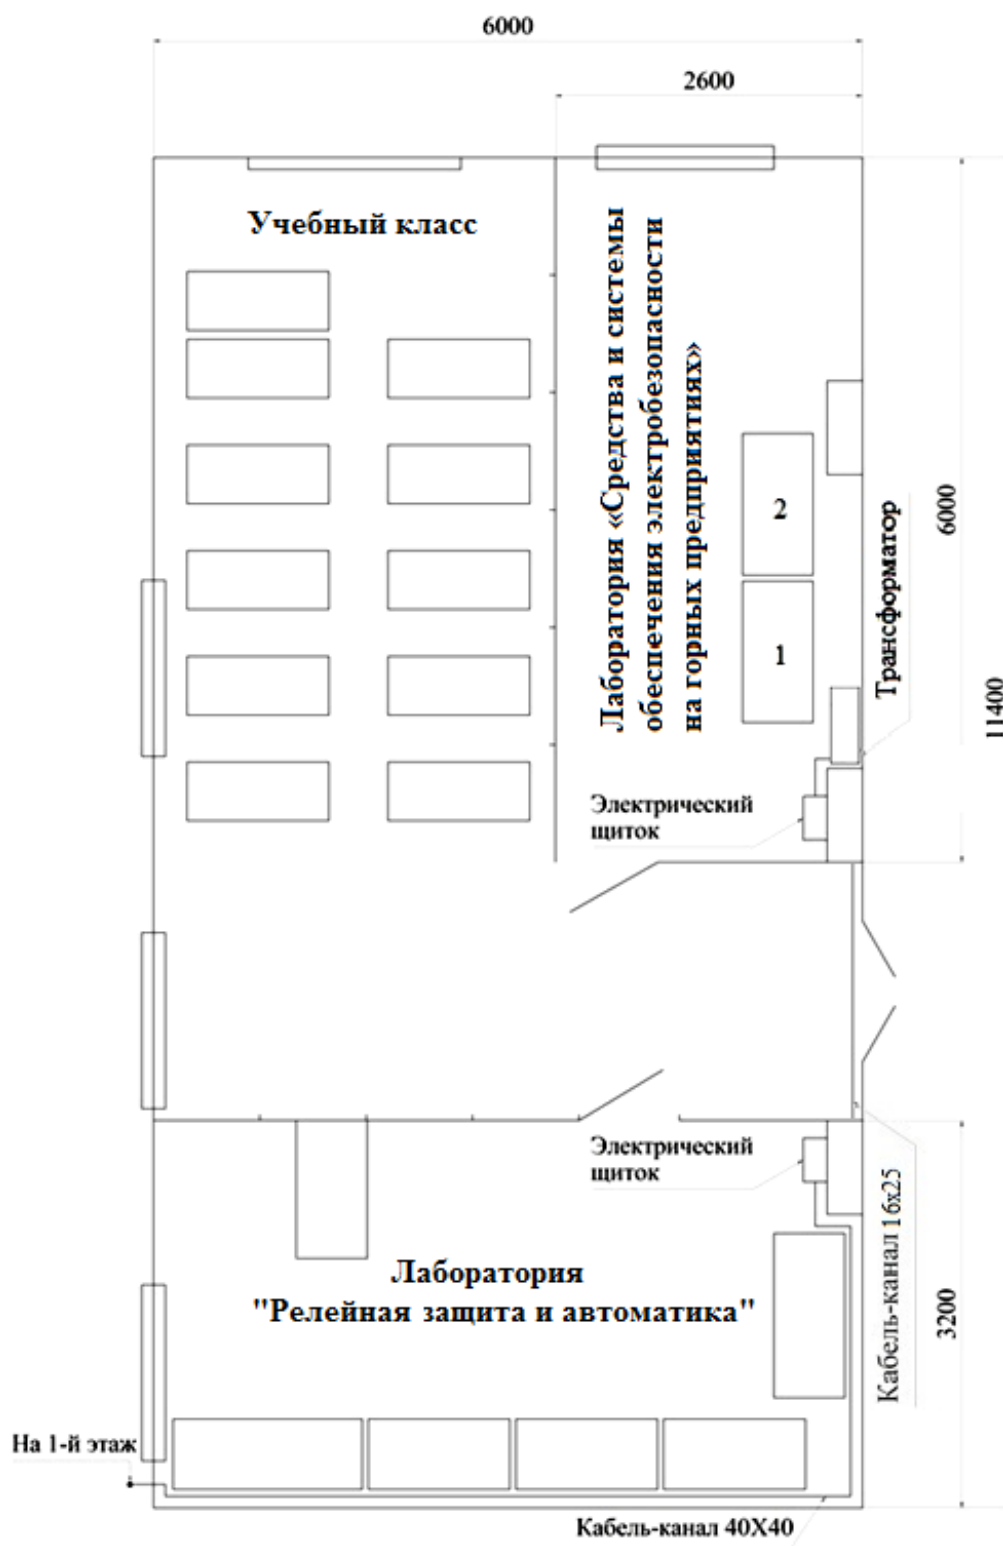 6000
2600
Учебный класс
Лаборатория «Средства и системы
обеспечения электробезопасности
на горных предприятиях»
2
1
Трансформатор
6000
11400
Электрический
щиток
Электрический
щиток
Кабель-канал 16х25
3200
Лаборатория
"Релейная защита и автоматика"
На 1-й этаж
Кабель-канал 40Х40